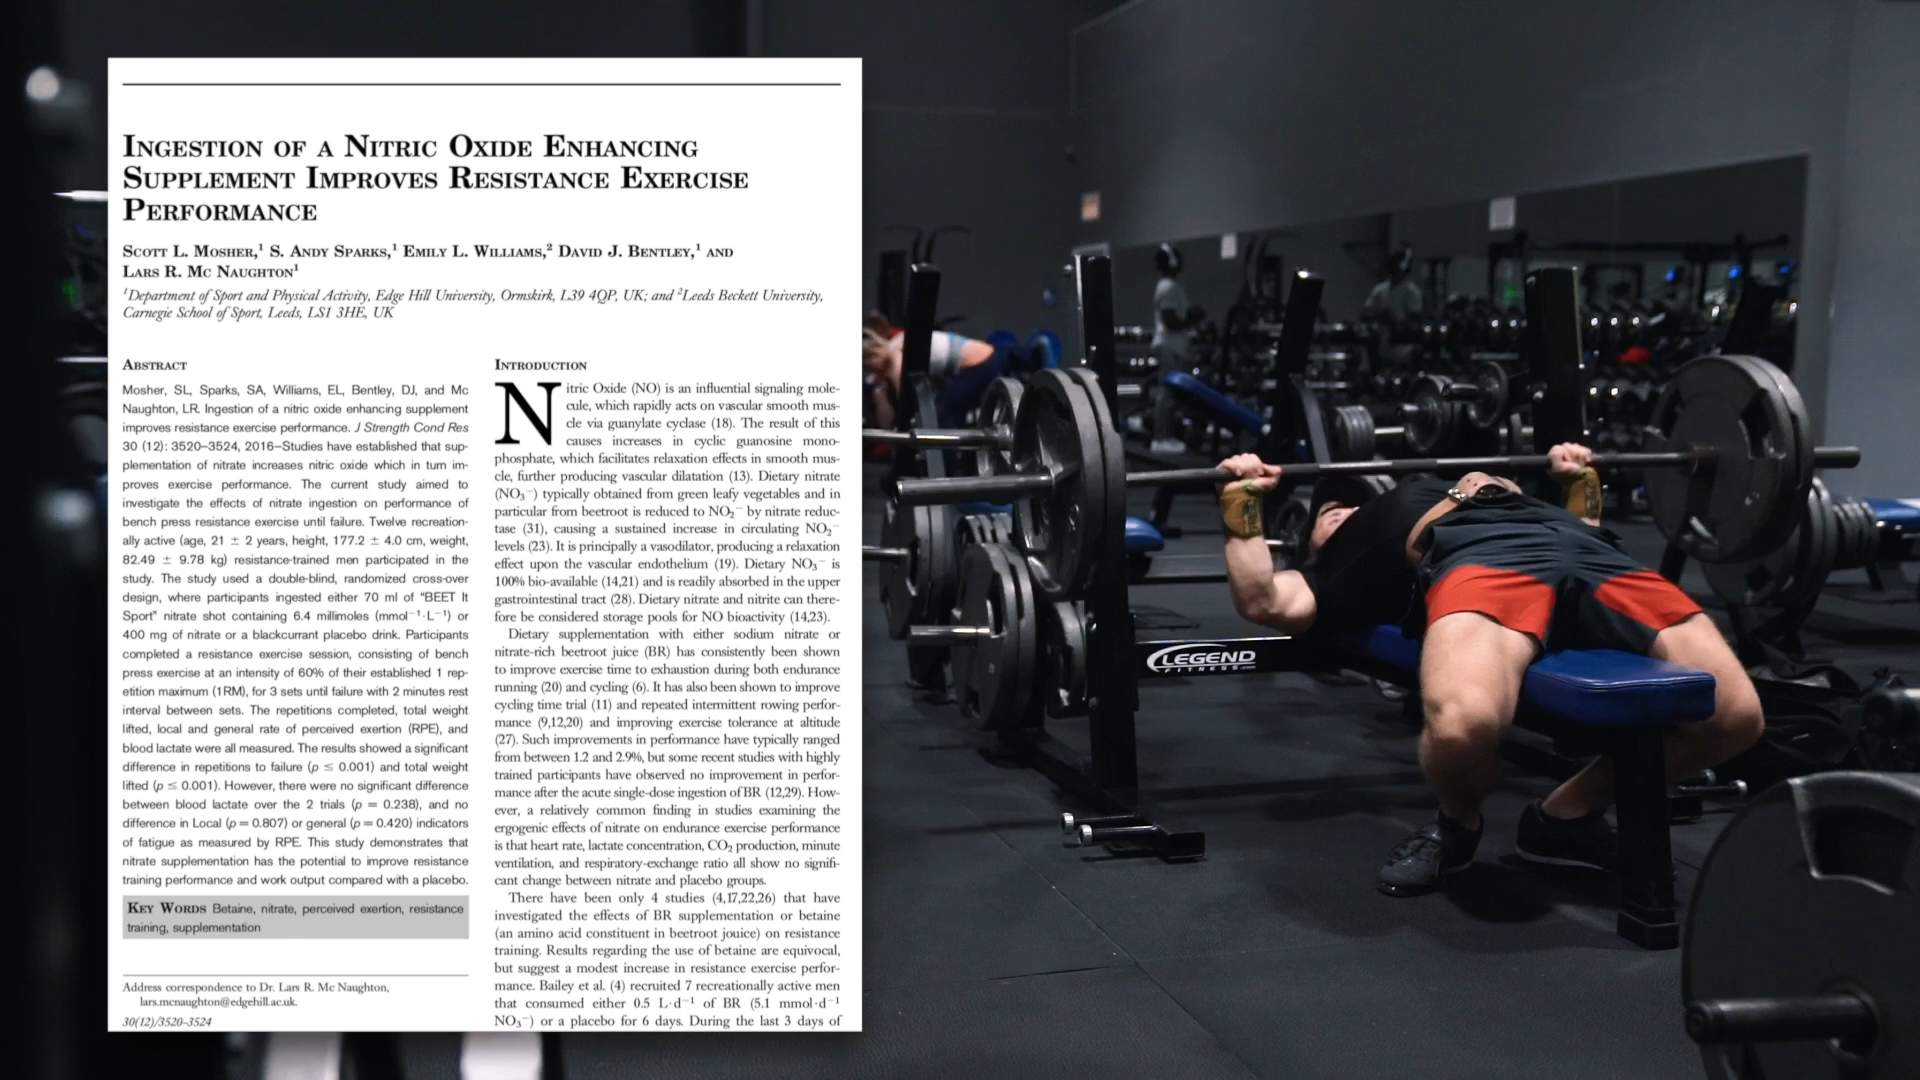 INGESTION OF A NITRIC OXIDE ENHANCING
SUPPLEMENT IMPROVES RESISTANCE EXERCISE
PERFORMANCE
SCOTT L. MOSHER,¹ S. ANDY SPARKS,¹ EMILY L. WILLIAMS,² DAVID J. BENTLEY,¹ AND
LARS R. MC NAUGHTON¹
¹Department of Sport and Physical Activity, Edge Hill University, Ormskirk, L39 4QP, UK; and ²Leeds Beckett University,
Carnegie School of Sport, Leeds, LS1 3HE, UK
ABSTRACT
Mosher, SL, Sparks, SA, Williams, EL, Bentley, DJ, and Mc
Naughton, LR. Ingestion of a nitric oxide enhancing supplement
improves resistance exercise performance. J Strength Cond Res
30 (12): 3520–3524, 2016—Studies have established that sup-
plementation of nitrate increases nitric oxide which in turn im-
proves exercise performance. The current study aimed to
investigate the effects of nitrate ingestion on performance of
bench press resistance exercise until failure. Twelve recreation-
ally active (age, 21 ± 2 years, height, 177.2 ± 4.0 cm, weight,
82.49 ± 9.78 kg) resistance-trained men participated in the
study. The study used a double-blind, randomized cross-over
design, where participants ingested either 70 ml of "BEET It
Sport" nitrate shot containing 6.4 millimoles (mmol⁻¹·L⁻¹) or
400 mg of nitrate or a blackcurrant placebo drink. Participants
completed a resistance exercise session, consisting of bench
press exercise at an intensity of 60% of their established 1 rep-
etition maximum (1RM), for 3 sets until failure with 2 minutes rest
interval between sets. The repetitions completed, total weight
lifted, local and general rate of perceived exertion (RPE), and
blood lactate were all measured. The results showed a significant
difference in repetitions to failure (p ≤ 0.001) and total weight
lifted (p ≤ 0.001). However, there were no significant difference
between blood lactate over the 2 trials (p = 0.238), and no
difference in Local (p = 0.807) or general (p = 0.420) indicators
of fatigue as measured by RPE. This study demonstrates that
nitrate supplementation has the potential to improve resistance
training performance and work output compared with a placebo.
KEY WORDS Betaine, nitrate, perceived exertion, resistance
training, supplementation
Address correspondence to Dr. Lars R. Mc Naughton,
lars.mcnaughton@edgehill.ac.uk.
30(12)/3520–3524
INTRODUCTION
Nitric Oxide (NO) is an influential signaling mole-
cule, which rapidly acts on vascular smooth mus-
cle via guanylate cyclase (18). The result of this
causes increases in cyclic guanosine mono-
phosphate, which facilitates relaxation effects in smooth mus-
cle, further producing vascular dilatation (13). Dietary nitrate
(NO₃⁻) typically obtained from green leafy vegetables and in
particular from beetroot is reduced to NO₂⁻ by nitrate reduc-
tase (31), causing a sustained increase in circulating NO₂⁻
levels (23). It is principally a vasodilator, producing a relaxation
effect upon the vascular endothelium (19). Dietary NO₃⁻ is
100% bio-available (14,21) and is readily absorbed in the upper
gastrointestinal tract (28). Dietary nitrate and nitrite can there-
fore be considered storage pools for NO bioactivity (14,23).
Dietary supplementation with either sodium nitrate or
nitrate-rich beetroot juice (BR) has consistently been shown
to improve exercise time to exhaustion during both endurance
running (20) and cycling (6). It has also been shown to improve
cycling time trial (11) and repeated intermittent rowing perfor-
mance (9,12,20) and improving exercise tolerance at altitude
(27). Such improvements in performance have typically ranged
from between 1.2 and 2.9%, but some recent studies with highly
trained participants have observed no improvement in perfor-
mance after the acute single-dose ingestion of BR (12,29). How-
ever, a relatively common finding in studies examining the
ergogenic effects of nitrate on endurance exercise performance
is that heart rate, lactate concentration, CO₂ production, minute
ventilation, and respiratory-exchange ratio all show no signifi-
cant change between nitrate and placebo groups.
There have been only 4 studies (4,17,22,26) that have
investigated the effects of BR supplementation or betaine
(an amino acid constituent in beetroot jouice) on resistance
training. Results regarding the use of betaine are equivocal,
but suggest a modest increase in resistance exercise perfor-
mance. Bailey et al. (4) recruited 7 recreationally active men
that consumed either 0.5 L·d⁻¹ of BR (5.1 mmol·d⁻¹
NO₃⁻) or a placebo for 6 days. During the last 3 days of
LEGEND
FITNESS.com